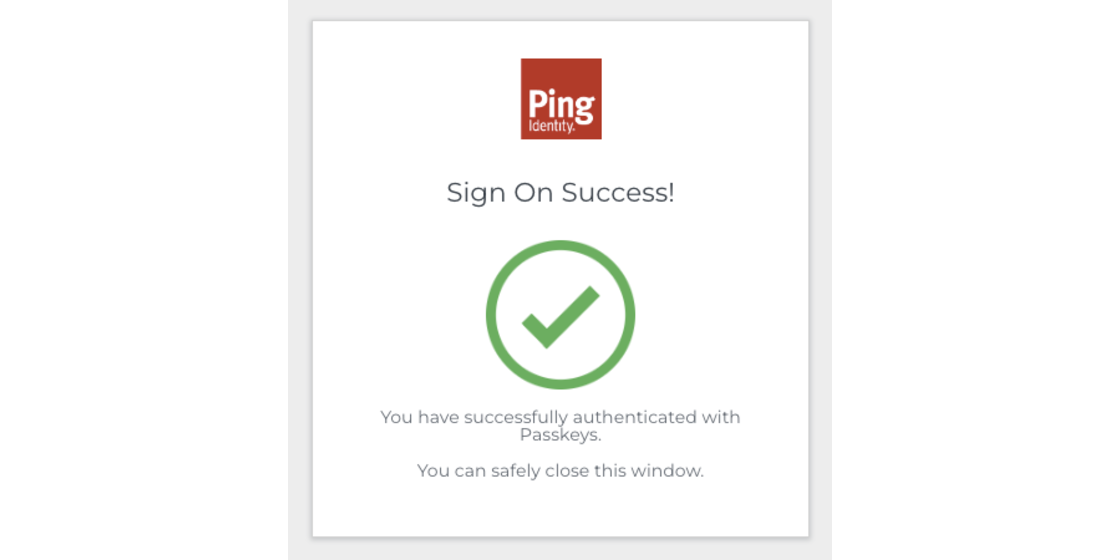 Ping
Identity.
Sign On Success!
You have successfully authenticated with
Passkeys.
You can safely close this window.